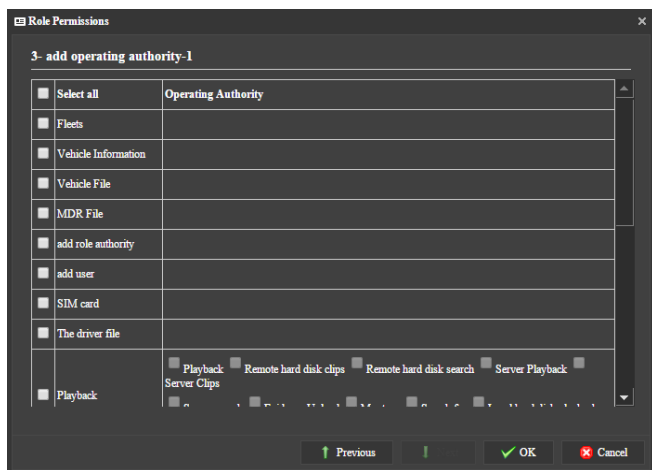 Role Permissions
3- add operating authority-1
Select all Operating Authority
Fleets
Vehicle Information
Vehicle File
MDR File
add role authority
add user
SIM card
The driver file
Playback Remote hard disk clips Remote hard disk search Server Playback
Server Clips
Playback
Previous OK Cancel